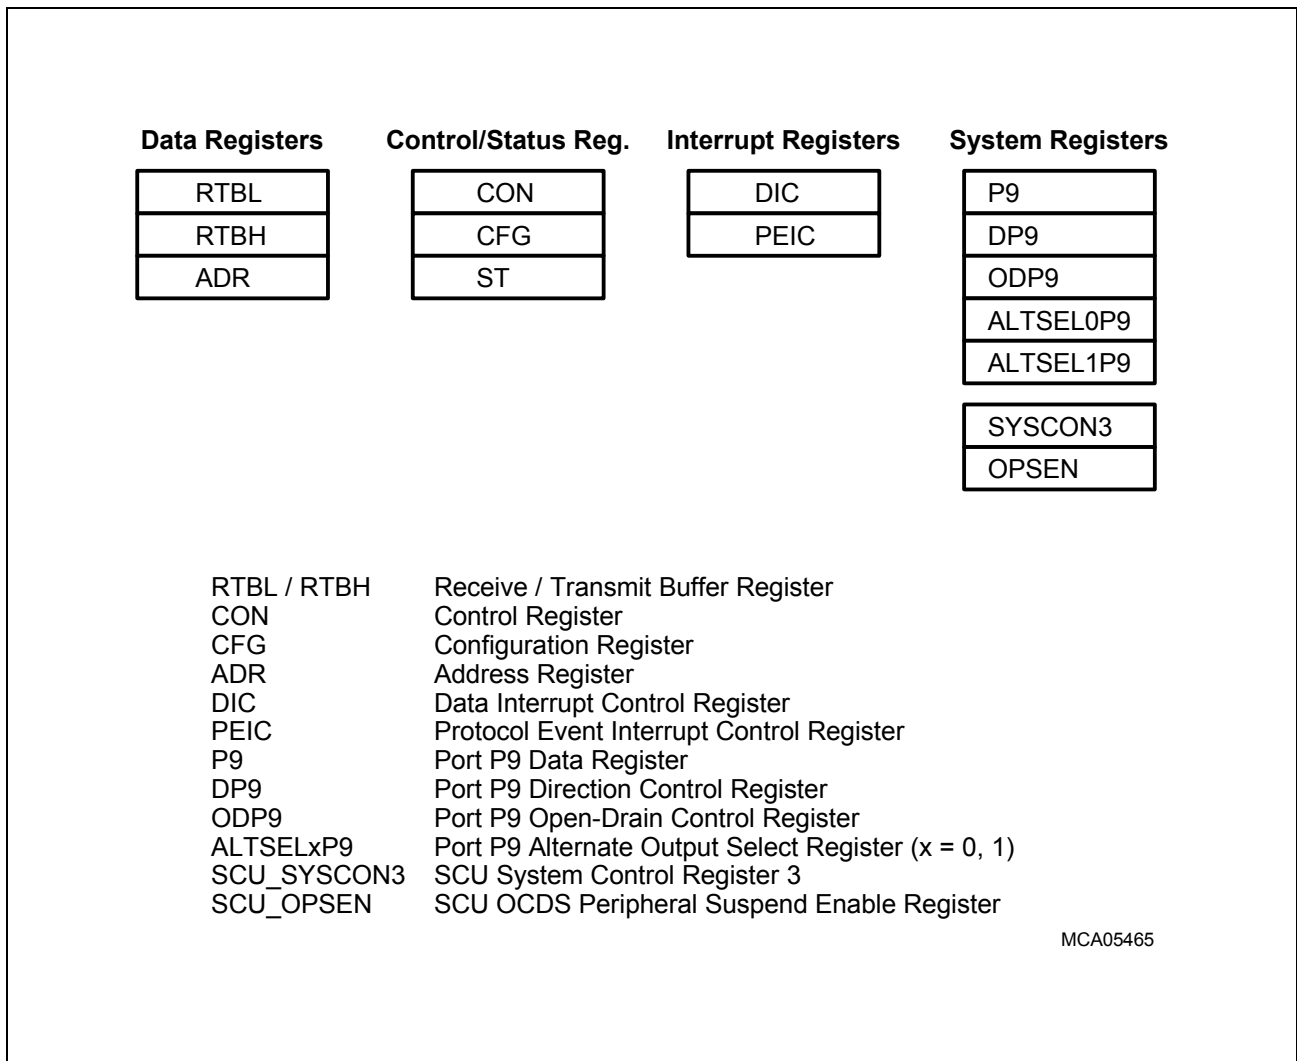 Data Registers Control/Status Reg. Interrupt Registers System Registers
RTBL CON DIC P9
RTBH CFG PEIC DP9
ADR ST ODP9
ALTSEL0P9
ALTSEL1P9
SYSCON3
OPSEN
RTBL / RTBH Receive / Transmit Buffer Register
CON Control Register
CFG Configuration Register
ADR Address Register
DIC Data Interrupt Control Register
PEIC Protocol Event Interrupt Control Register
P9 Port P9 Data Register
DP9 Port P9 Direction Control Register
ODP9 Port P9 Open-Drain Control Register
ALTSELxP9 Port P9 Alternate Output Select Register (x = 0, 1)
SCU_SYSCON3 SCU System Control Register 3
SCU_OPSEN SCU OCDS Peripheral Suspend Enable Register
MCA05465